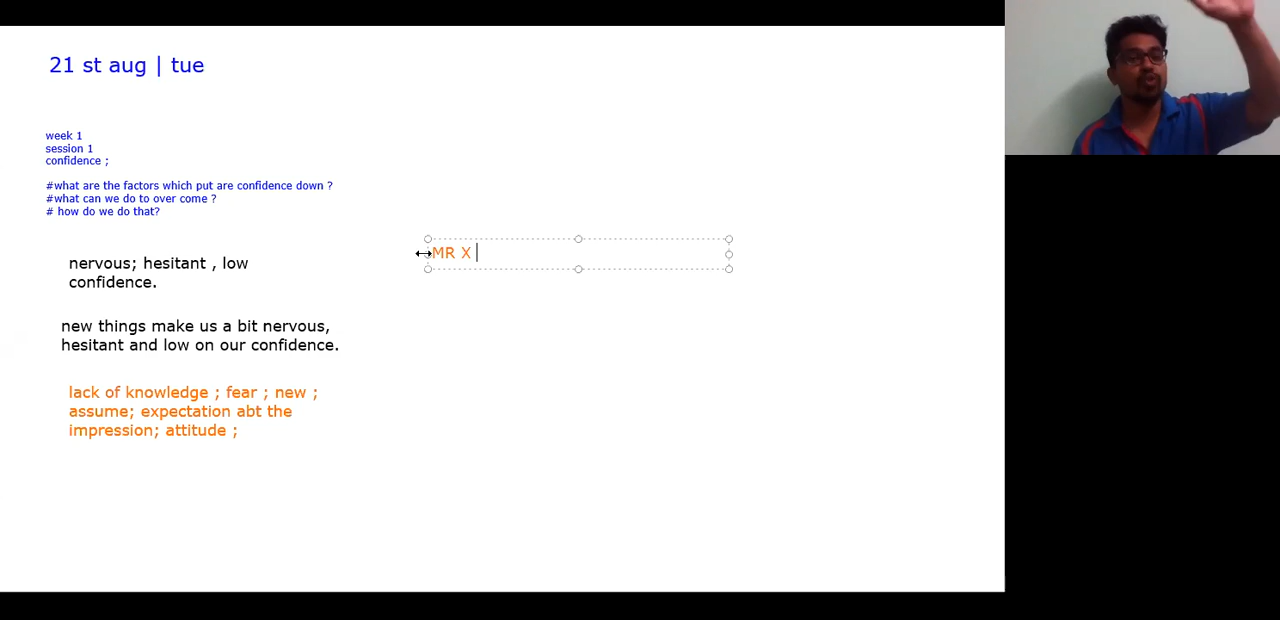 21 st aug | tue
week 1
session 1
confidence ;
#what are the factors which put are confidence down ?
#what can we do to over come ?
# how do we do that?
nervous; hesitant , low
confidence.
new things make us a bit nervous,
hesitant and low on our confidence.
lack of knowledge ; fear ; new ;
assume; expectation abt the
impression; attitude ;
MR X